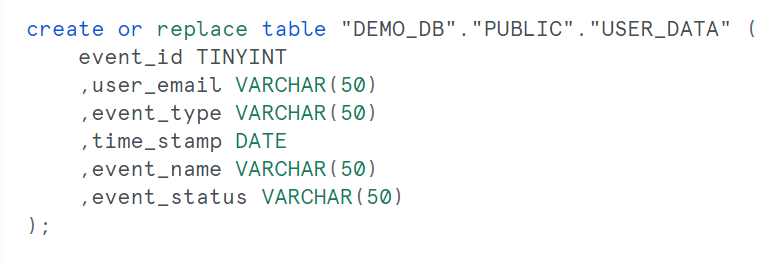 create or replace table "DEMO_DB"."PUBLIC"."USER_DATA" (
    event_id TINYINT
    ,user_email VARCHAR(50)
    ,event_type VARCHAR(50)
    ,time_stamp DATE
    ,event_name VARCHAR(50)
    ,event_status VARCHAR(50)
);